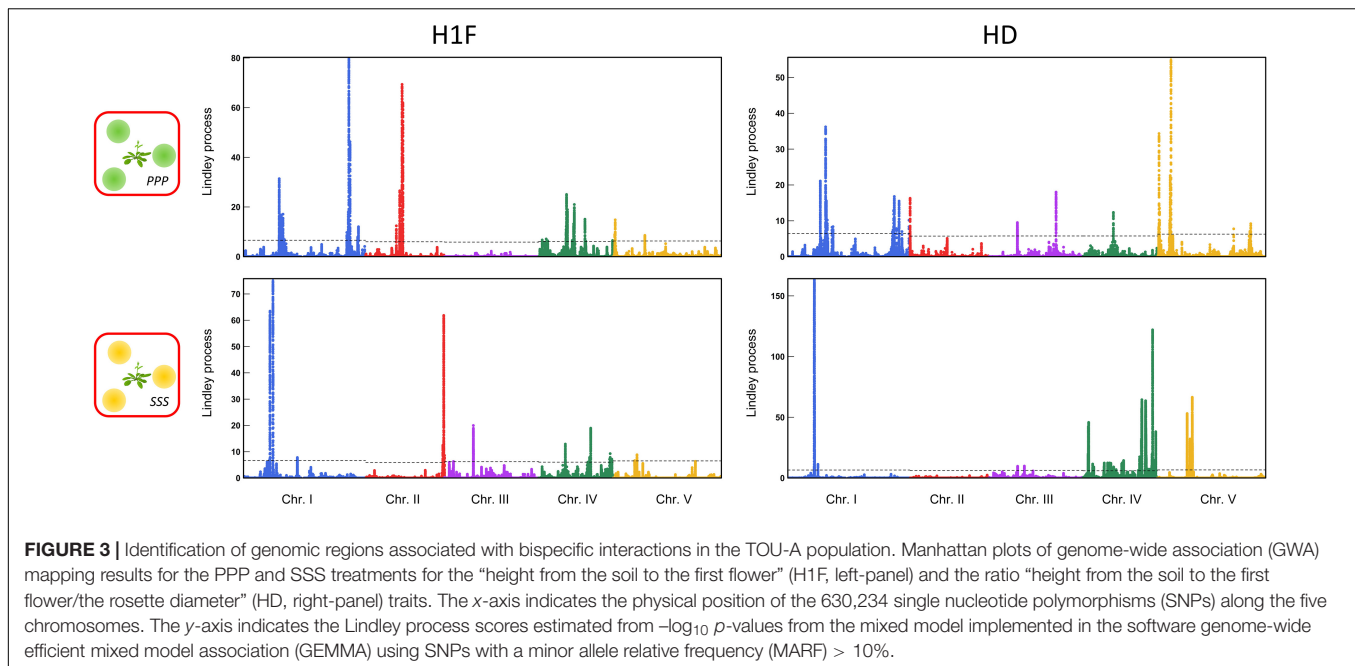 H1F
HD
80
60
40
20
0
Lindley process
PPP
50
40
30
20
10
0
Lindley process
70
60
50
40
30
20
10
0
Lindley process
SSS
150
100
50
0
Lindley process
Chr. I
Chr. II
Chr. III
Chr. IV
Chr. V
Chr. I
Chr. II
Chr. III
Chr. IV
Chr. V
FIGURE 3 | Identification of genomic regions associated with bispecific interactions in the TOU-A population. Manhattan plots of genome-wide association (GWA)
mapping results for the PPP and SSS treatments for the “height from the soil to the first flower” (H1F, left-panel) and the ratio “height from the soil to the first
flower/the rosette diameter” (HD, right-panel) traits. The x-axis indicates the physical position of the 630,234 single nucleotide polymorphisms (SNPs) along the five
chromosomes. The y-axis indicates the Lindley process scores estimated from –log10 p-values from the mixed model implemented in the software genome-wide
efficient mixed model association (GEMMA) using SNPs with a minor allele relative frequency (MARF) > 10%.